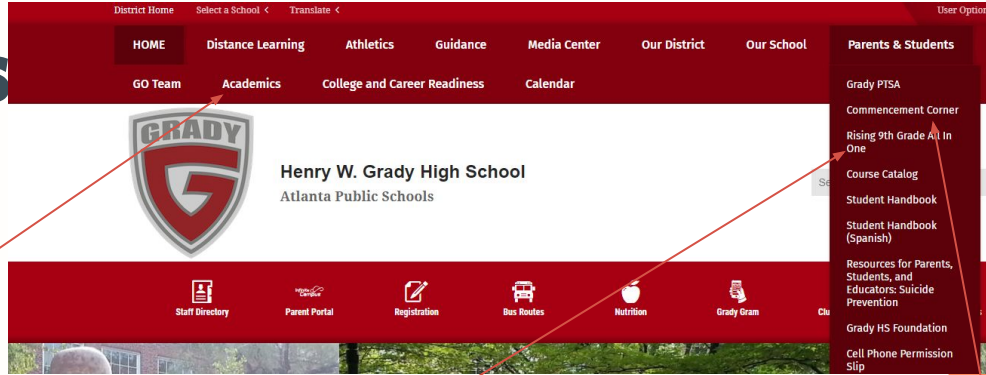 District Home Select a School Translate User Option
HOME Distance Learning Athletics Guidance Media Center Our District Our School Parents & Students
GO Team Academics College and Career Readiness Calendar
Grady PTSA
Commencement Corner
Rising 9th Grade All In
One
Course Catalog
Student Handbook
Student Handbook
(Spanish)
Resources for Parents,
Students, and
Educators: Suicide
Prevention
Grady HS Foundation
Cell Phone Permission
Slip
GRADY
G
Henry W. Grady High School
Atlanta Public Schools
Se
Infinite Campus
Staff Directory Parent Portal Registration Bus Routes Nutrition Grady Gram Clu
s